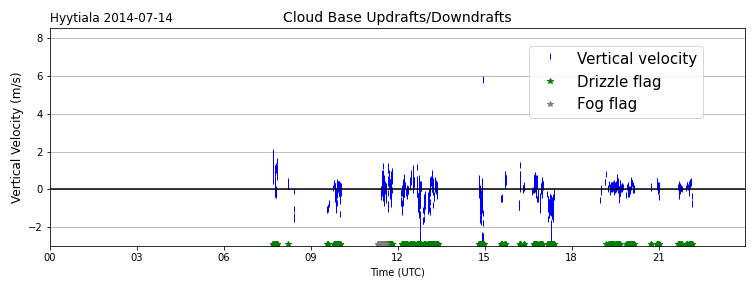 Hyytiala 2014-07-14
Cloud Base Updrafts/Downdrafts
Vertical Velocity (m/s)
8
6
4
2
0
−2
Vertical velocity
Drizzle flag
Fog flag
00 03 06 09 12 15 18 21
Time (UTC)